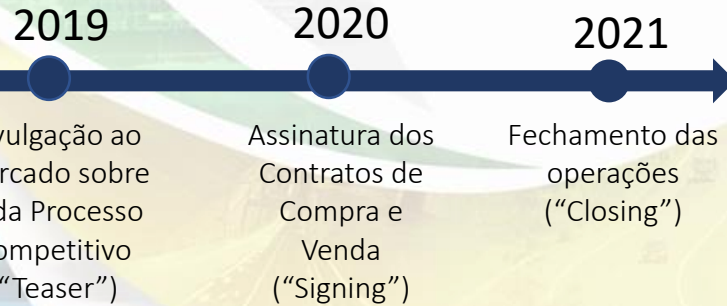 2019
2020
2021
vulgação ao
rcado sobre
da Processo
ompetitivo
“Teaser”)
Assinatura dos
Contratos de
Compra e
Venda
(“Signing”)
Fechamento das
operações
(“Closing”)